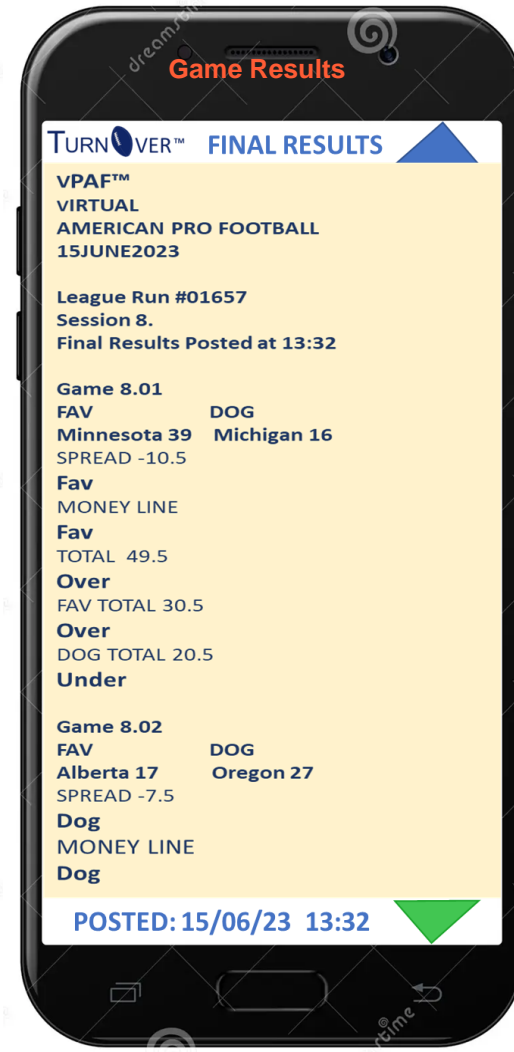 dreamstime
Game Results
TURNOVER™ FINAL RESULTS
vPAF™
vIRTUAL
AMERICAN PRO FOOTBALL
15JUNE2023
League Run #01657
Session 8.
Final Results Posted at 13:32
Game 8.01
FAV DOG
Minnesota 39 Michigan 16
SPREAD -10.5
Fav
MONEY LINE
Fav
TOTAL 49.5
Over
FAV TOTAL 30.5
Over
DOG TOTAL 20.5
Under
Game 8.02
FAV DOG
Alberta 17 Oregon 27
SPREAD -7.5
Dog
MONEY LINE
Dog
POSTED: 15/06/23 13:32